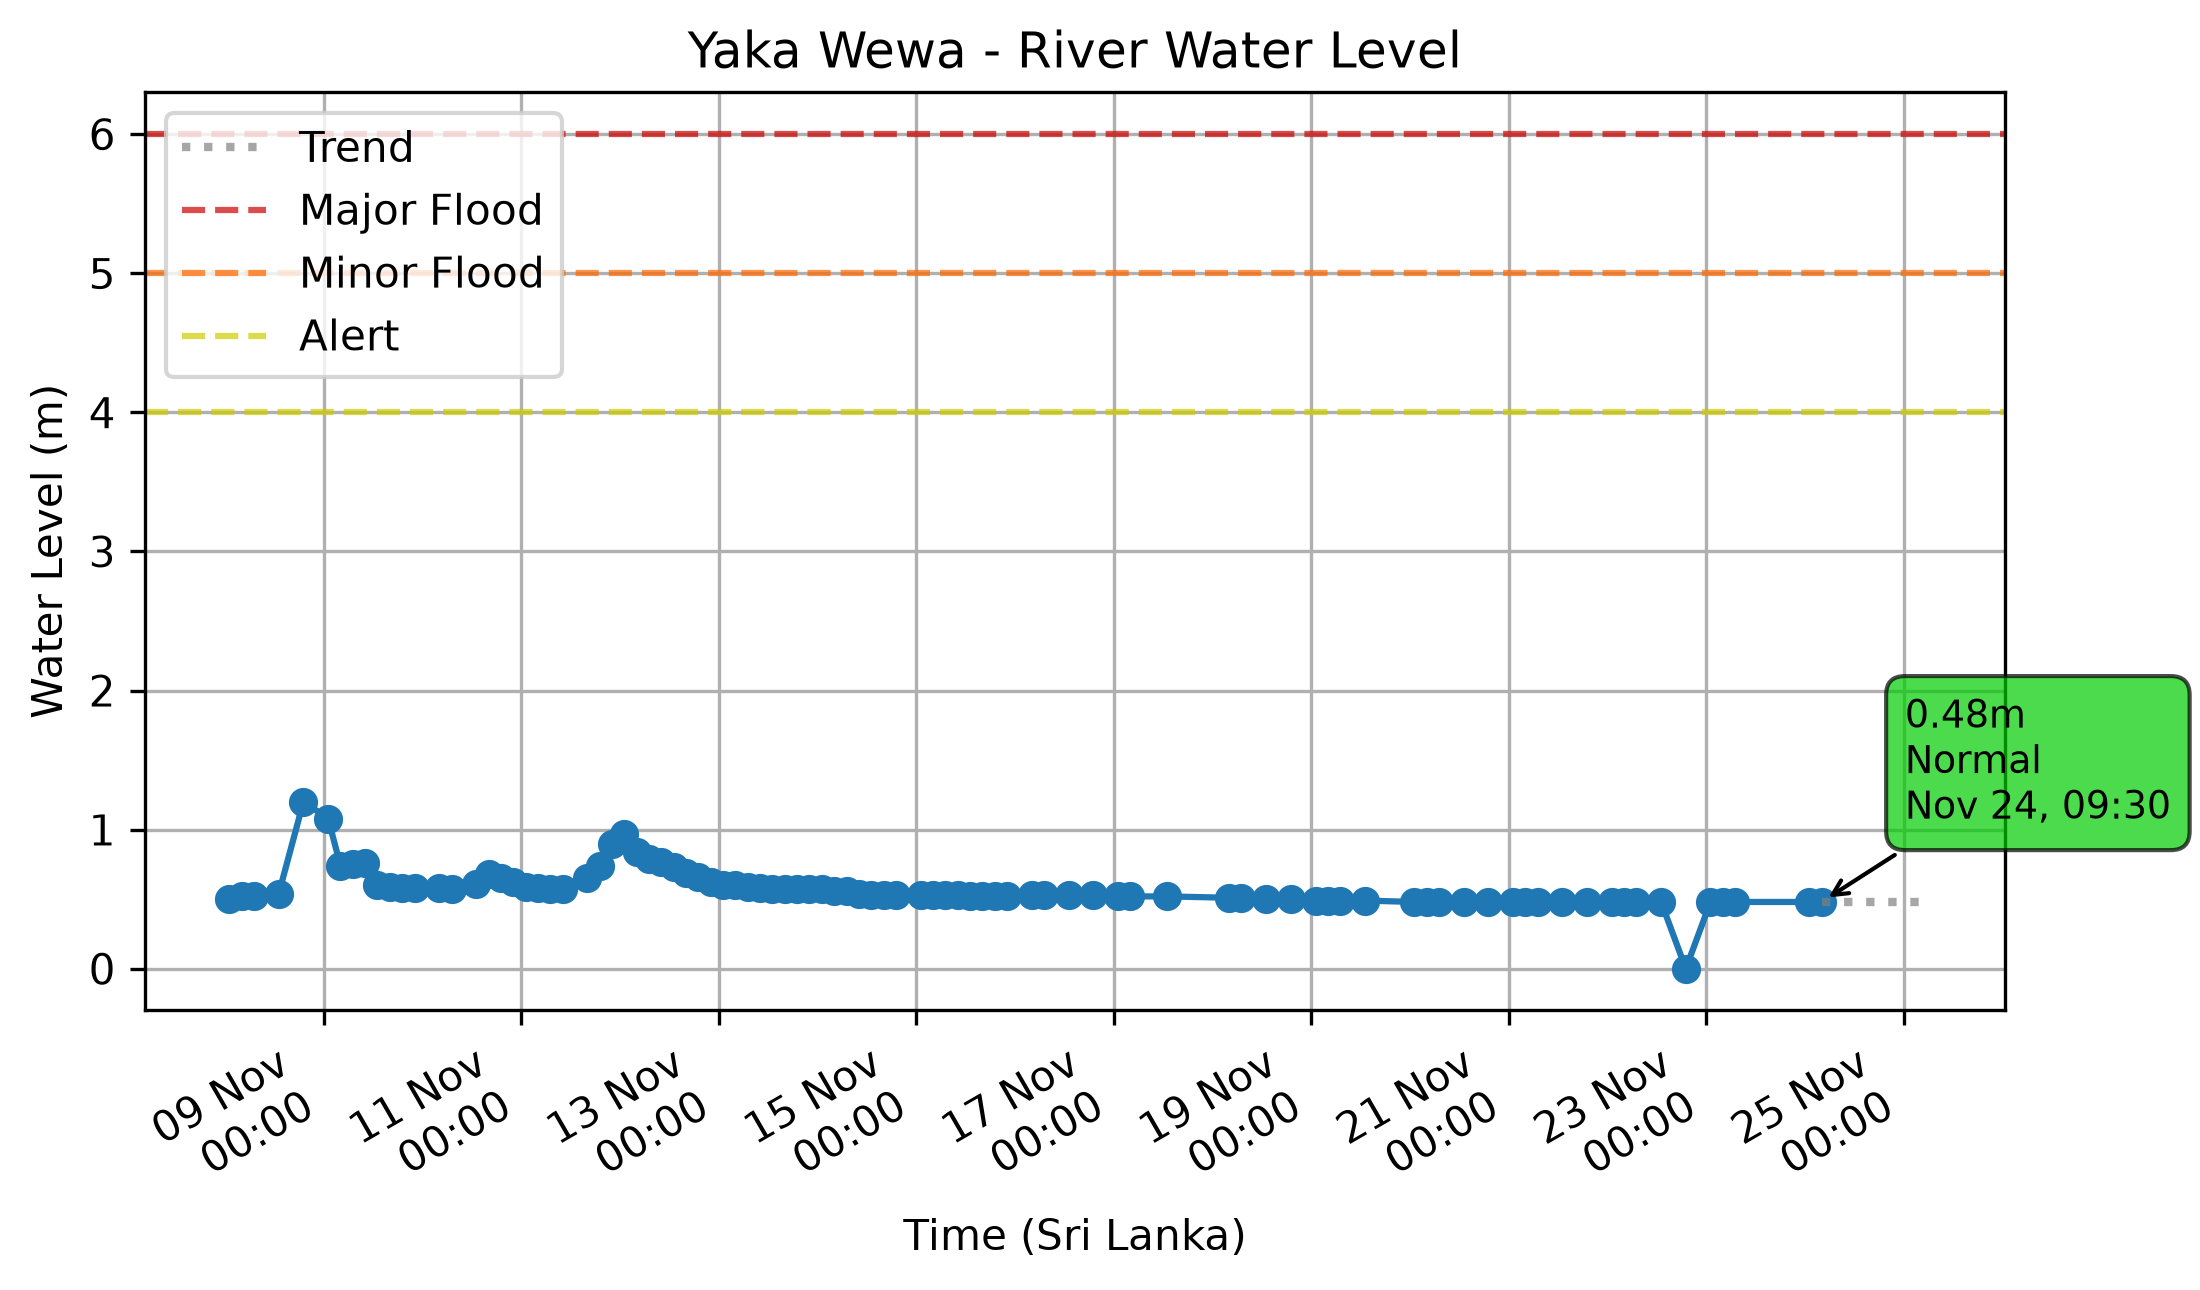 Yaka Wewa - River Water Level
6
5
4
3
2
1
0
Water Level (m)
Trend
Major Flood
Minor Flood
Alert
0.48m
Normal
Nov 24, 09:30
09 Nov
00:00
11 Nov
00:00
13 Nov
00:00
15 Nov
00:00
17 Nov
00:00
19 Nov
00:00
21 Nov
00:00
23 Nov
00:00
25 Nov
00:00
Time (Sri Lanka)